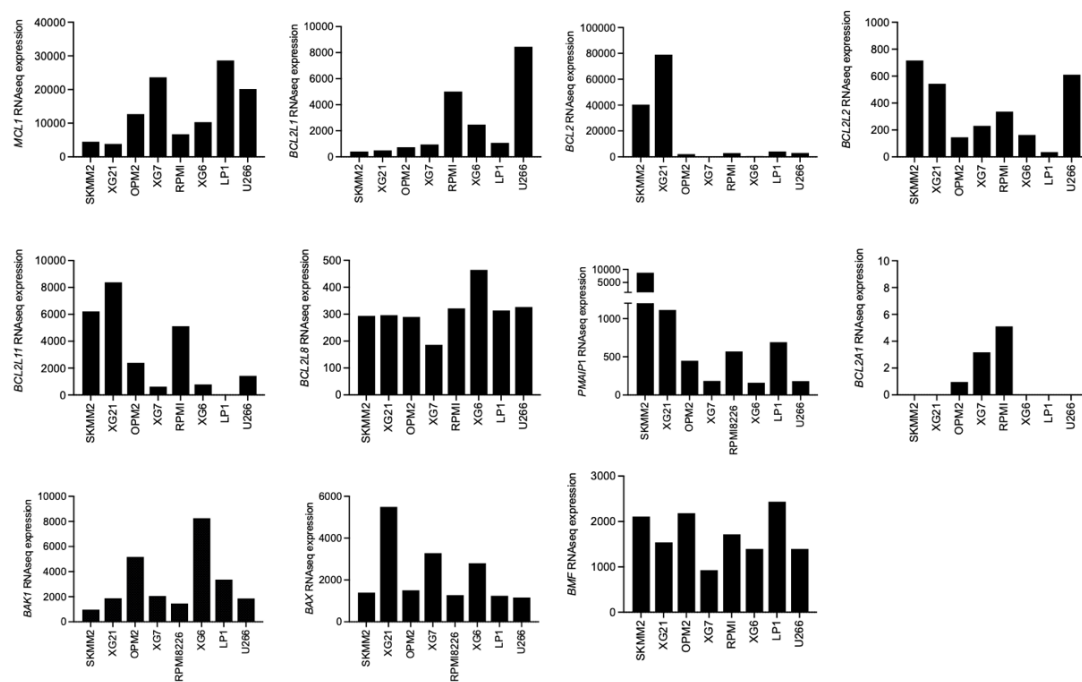 MCL1 RNAseq expression
40000
30000
20000
10000
0
SKMM2
XG21
OPM2
XG7
RPMI
XG6
LP1
U266
BCL2L1 RNAseq expression
10000
8000
6000
4000
2000
0
SKMM2
XG21
OPM2
XG7
RPMI
XG6
LP1
U266
BCL2 RNAseq expression
100000
80000
60000
40000
20000
0
SKMM2
XG21
OPM2
XG7
RPMI
XG6
LP1
U266
BCL2L2 RNAseq expression
1000
800
600
400
200
0
SKMM2
XG21
OPM2
XG7
RPMI
XG6
LP1
U266
BCL2L11 RNAseq expression
10000
8000
6000
4000
2000
0
SKMM2
XG21
OPM2
XG7
RPMI
XG6
LP1
U266
BCL2L8 RNAseq expression
500
400
300
200
100
0
SKMM2
XG21
OPM2
XG7
RPMI
XG6
LP1
U266
PMAIP1 RNAseq expression
10000
5000
1000
500
0
SKMM2
XG21
OPM2
XG7
RPMI8226
XG6
LP1
U266
BCL2A1 RNAseq expression
10
8
6
4
2
0
SKMM2
XG21
OPM2
XG7
RPMI
XG6
LP1
U266
BAK1 RNAseq expression
10000
8000
6000
4000
2000
0
SKMM2
XG21
OPM2
XG7
RPMI8226
XG6
LP1
U266
BAX RNAseq expression
6000
4000
2000
0
SKMM2
XG21
OPM2
XG7
RPMI8226
XG6
LP1
U266
BMF RNAseq expression
3000
2000
1000
0
SKMM2
XG21
OPM2
XG7
RPMI
XG6
LP1
U266